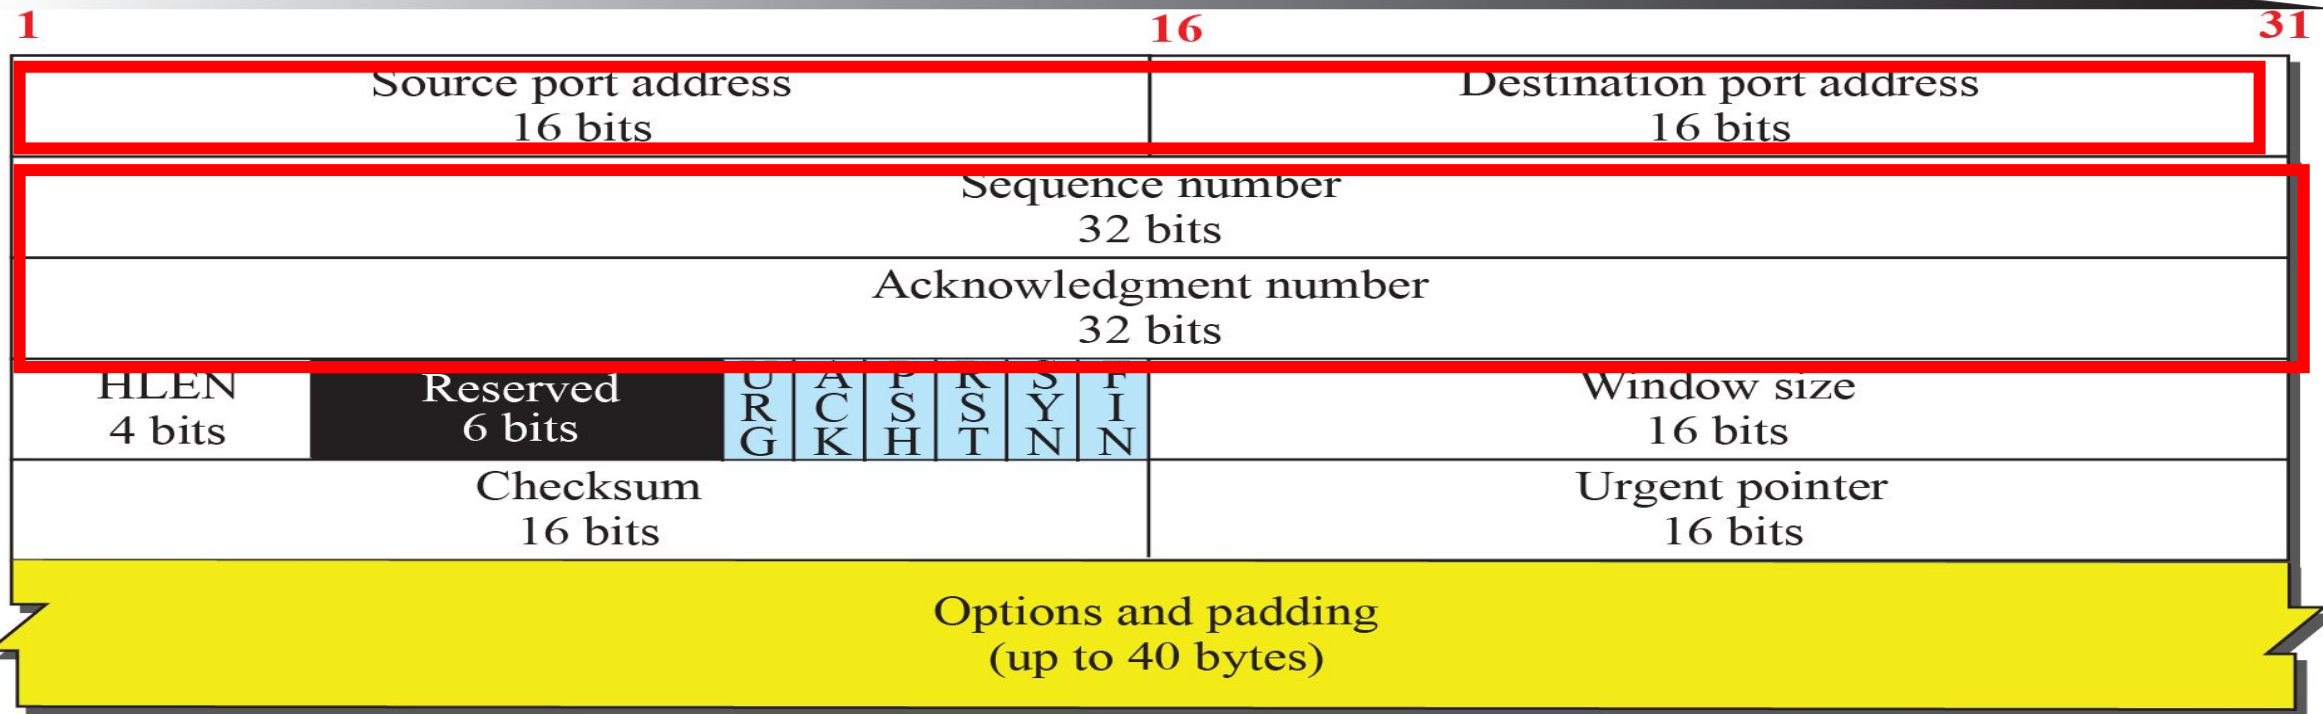 1 16 31
Source port address Destination port address
16 bits 16 bits
Sequence number
32 bits
Acknowledgment number
32 bits
HLEN Reserved URG ACK PSH RST SYN FIN Window size
4 bits 6 bits 16 bits
Checksum Urgent pointer
16 bits 16 bits
Options and padding
(up to 40 bytes)